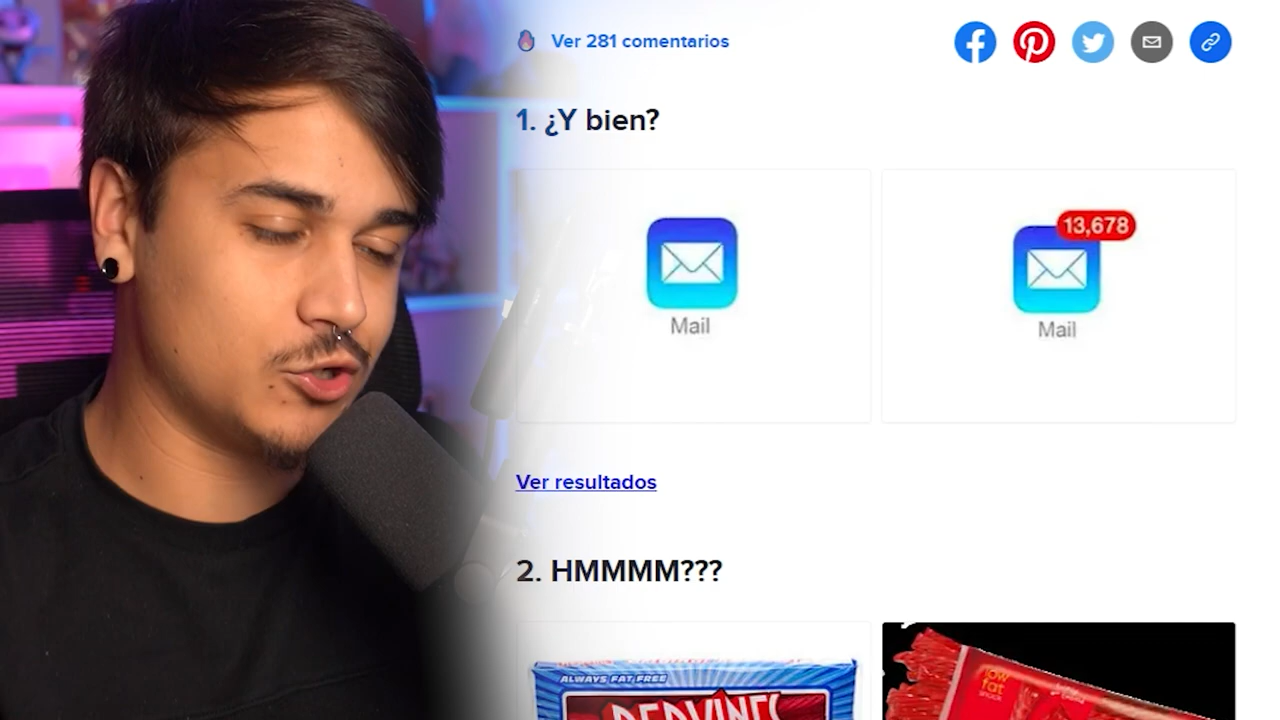 Ver 281 comentarios
1. ¿Y bien?
13,678
Mail
Mail
Ver resultados
2. HMMMM???
ALWAYS FAT FREE
REDVINES
low
fat
snack